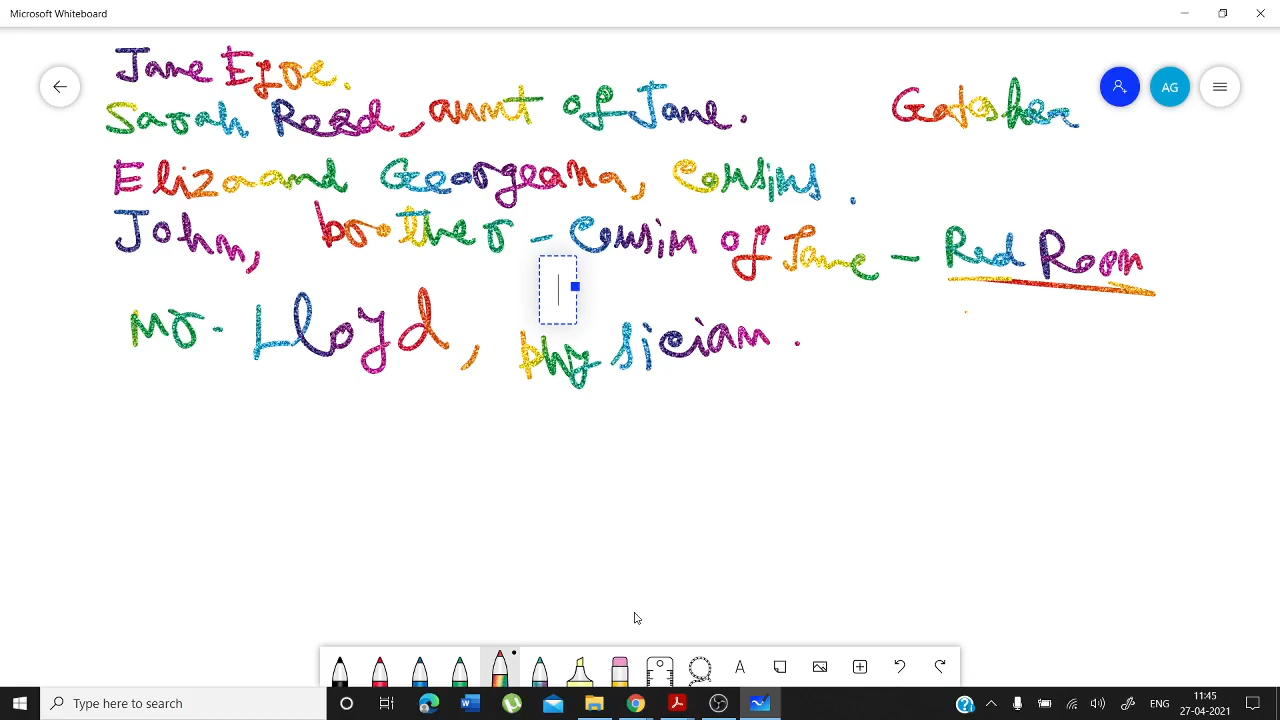 Microsoft Whiteboard
Jane Eyre.
Sarah Reed, aunt of Jane.
AG
Eliza and Georgeana, Cousins.
John, brother - Cousin of Jane - Red Room
Mr. Lloyd, physician.
A
Type here to search
ENG
11:45
27-04-2021